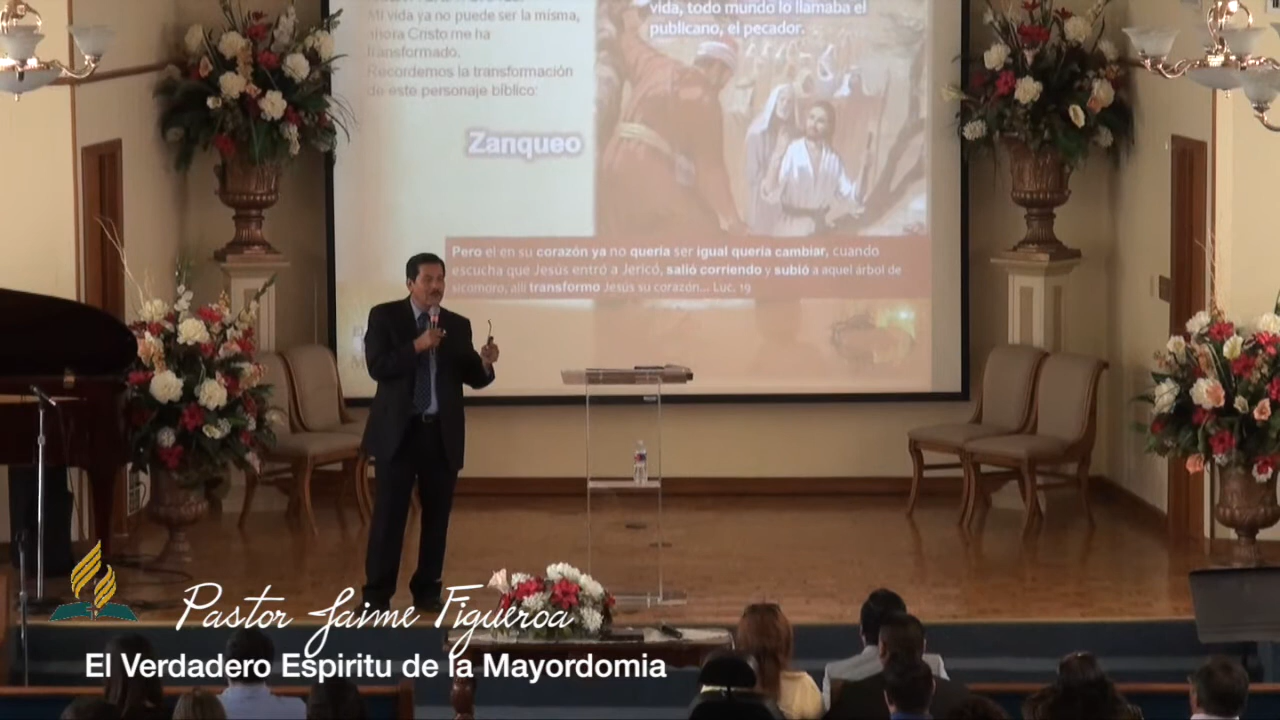 Mi vida ya no puede ser la misma,
ahora Cristo me ha
transformado.
Recordemos la transformación
de este personaje bíblico:
Zanqueo
vida, todo mundo lo llamaba el
publicano, el pecador.
Pero el en su corazón ya no quería ser igual quería cambiar, cuando
escucha que Jesús entró a Jericó, salió corriendo y subió a aquel árbol de
sicomoro, allí transformo Jesús su corazón... Luc. 19
Pastor Jaime Figueroa
El Verdadero Espiritu de la Mayordomia